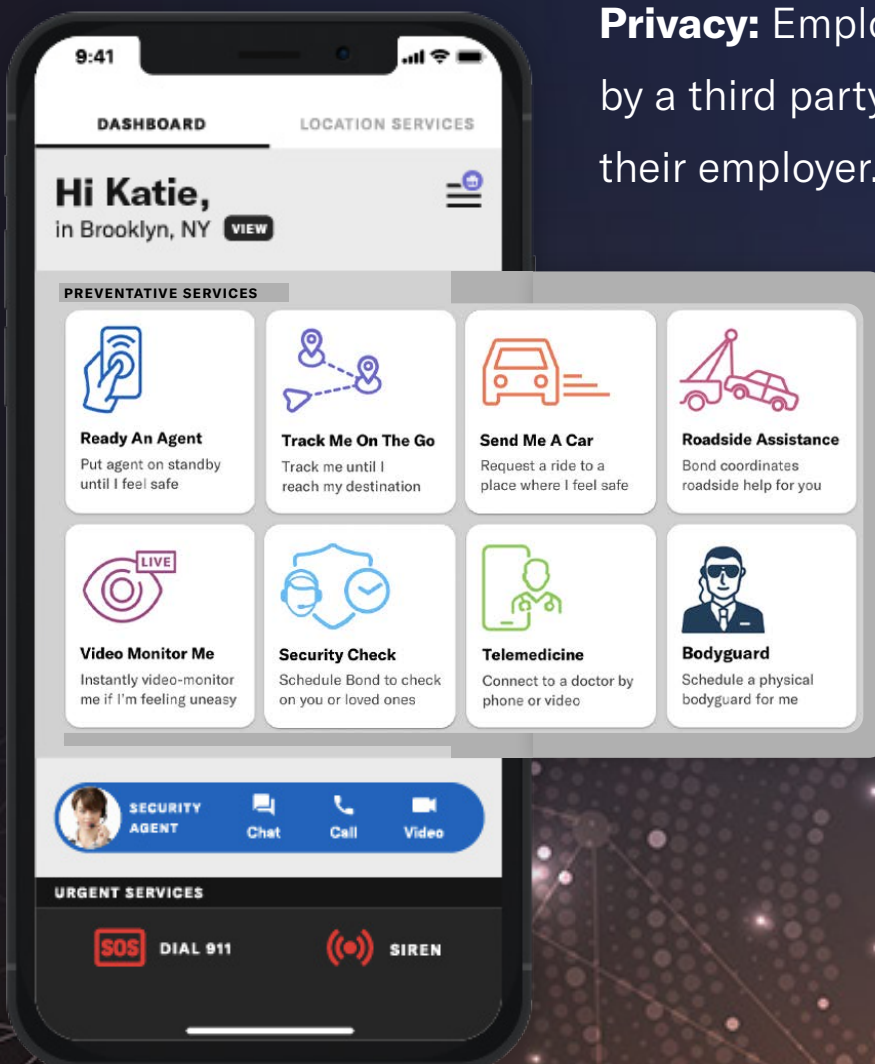 Privacy: Emplo
by a third party
their employer.
9:41
DASHBOARD
LOCATION SERVICES
Hi Katie,
in Brooklyn, NY VIEW
PREVENTATIVE SERVICES
Ready An Agent
Put agent on standby
until I feel safe
Track Me On The Go
Track me until I
reach my destination
Send Me A Car
Request a ride to a
place where I feel safe
Roadside Assistance
Bond coordinates
roadside help for you
LIVE
Video Monitor Me
Instantly video-monitor
me if I'm feeling uneasy
Security Check
Schedule Bond to check
on you or loved ones
Telemedicine
Connect to a doctor by
phone or video
Bodyguard
Schedule a physical
bodyguard for me
SECURITY
AGENT
Chat
Call
Video
URGENT SERVICES
SOS DIAL 911
SIREN